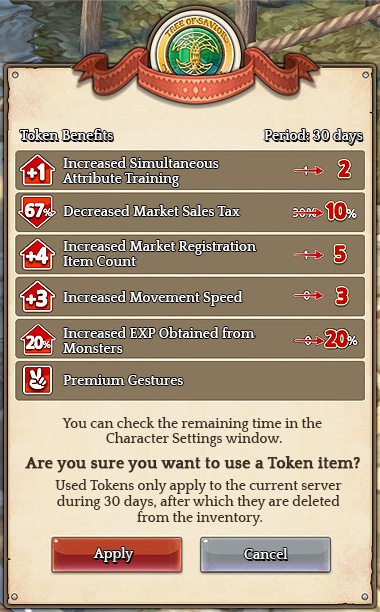 TREE OF SAVIOR
Token Benefits Period: 30 days
+1 Increased Simultaneous 1 2
Attribute Training
67% Decreased Market Sales Tax 30% 10%
+4 Increased Market Registration 1 5
Item Count
+3 Increased Movement Speed 0 3
20% Increased EXP Obtained from 0 20%
Monsters
Premium Gestures
You can check the remaining time in the
Character Settings window.
Are you sure you want to use a Token item?
Used Tokens only apply to the current server
during 30 days, after which they are deleted
from the inventory.
Apply Cancel